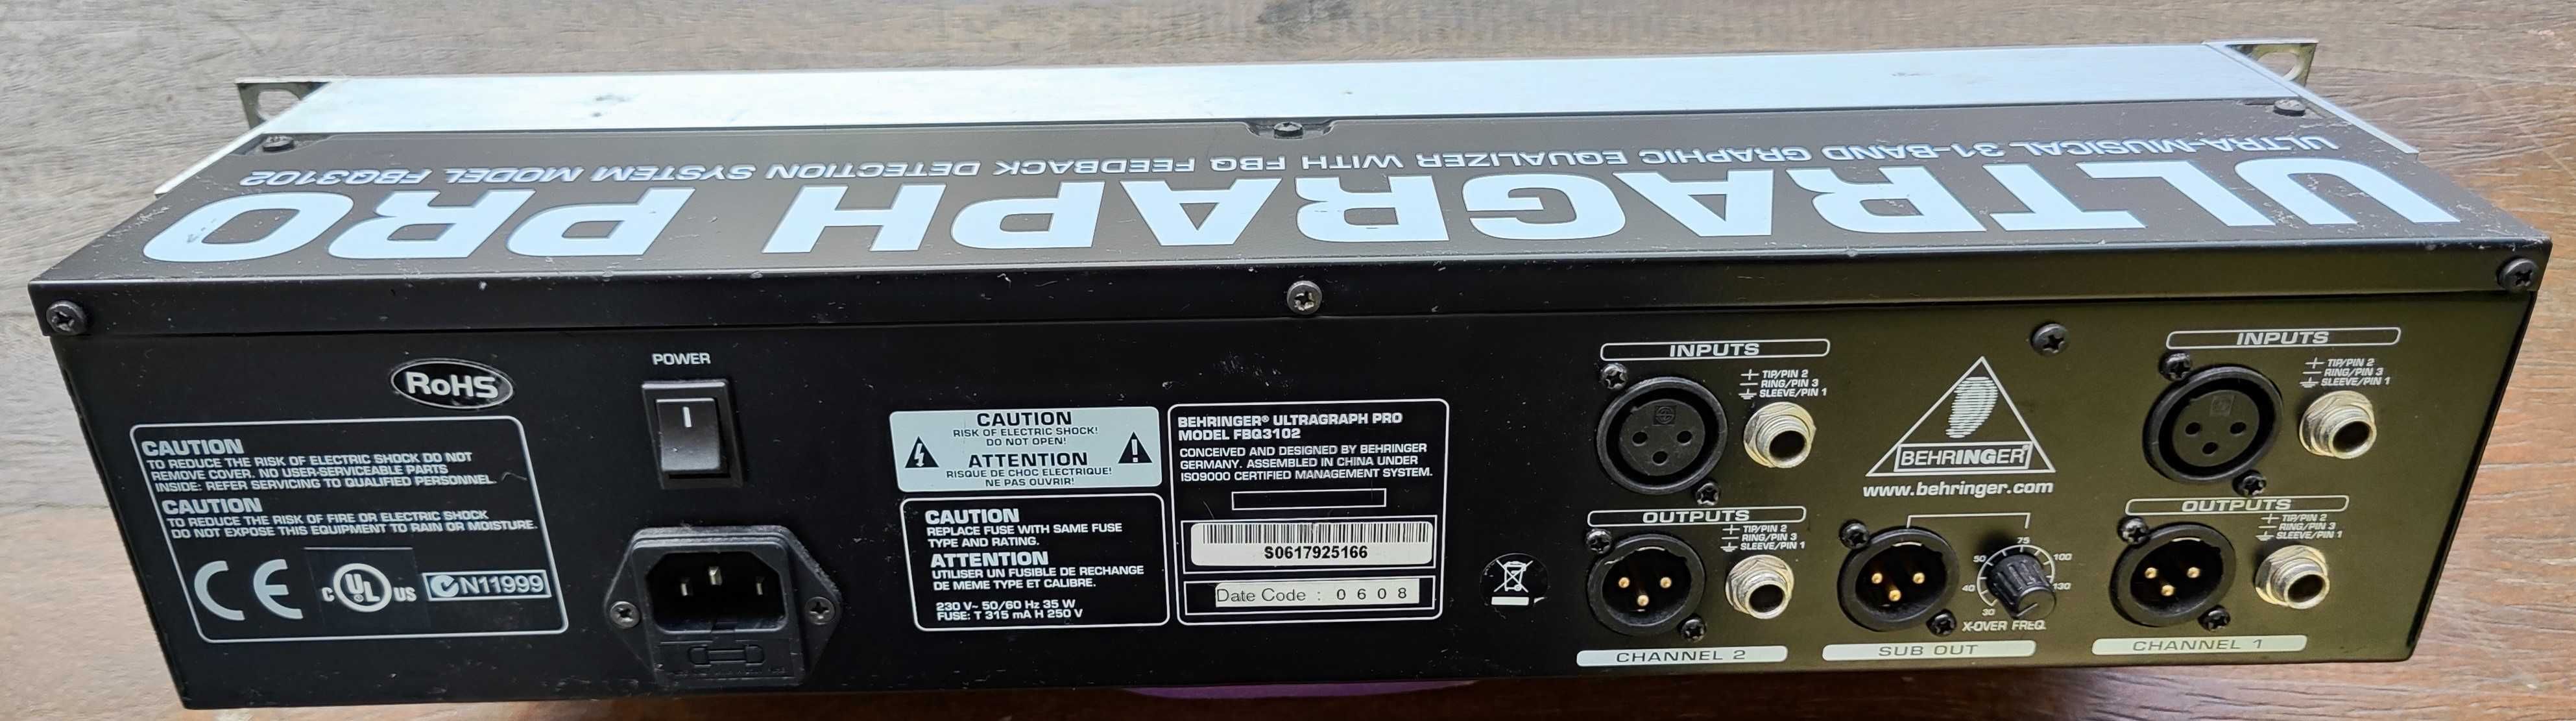 ULTRA-MUSICAL 31-BAND GRAPHIC EQUALIZER WITH FBQ FEEDBACK DETECTION SYSTEM MODEL FBQ3102
ULTRAGRAPH PRO
RoHS
CAUTION
TO REDUCE THE RISK OF ELECTRIC SHOCK DO NOT
REMOVE COVER. NO USER-SERVICEABLE PARTS
INSIDE: REFER SERVICING TO QUALIFIED PERSONNEL.
CAUTION
TO REDUCE THE RISK OF FIRE OR ELECTRIC SHOCK
DO NOT EXPOSE THIS EQUIPMENT TO RAIN OR MOISTURE.
CE
C UL US
N11999
POWER
CAUTION
RISK OF ELECTRIC SHOCK!
DO NOT OPEN!
ATTENTION
RISQUE DE CHOC ELECTRIQUE!
NE PAS OUVRIR!
CAUTION
REPLACE FUSE WITH SAME FUSE
TYPE AND RATING.
ATTENTION
UTILISER UN FUSIBLE DE RECHANGE
DE MEME TYPE ET CALIBRE.
230 V~ 50/60 Hz 35 W
FUSE: T 315 mA H 250 V
BEHRINGER® ULTRAGRAPH PRO
MODEL FBQ3102
CONCEIVED AND DESIGNED BY BEHRINGER
GERMANY. ASSEMBLED IN CHINA UNDER
ISO9000 CERTIFIED MANAGEMENT SYSTEM.
S0617925166
Date Code : 0 6 0 8
INPUTS
TIP/PIN 2
RING/PIN 3
SLEEVE/PIN 1
OUTPUTS
TIP/PIN 2
RING/PIN 3
SLEEVE/PIN 1
CHANNEL 2
BEHRINGER
www.behringer.com
30
40
50
75
100
130
X-OVER FREQ.
SUB OUT
INPUTS
TIP/PIN 2
RING/PIN 3
SLEEVE/PIN 1
OUTPUTS
TIP/PIN 2
RING/PIN 3
SLEEVE/PIN 1
CHANNEL 1